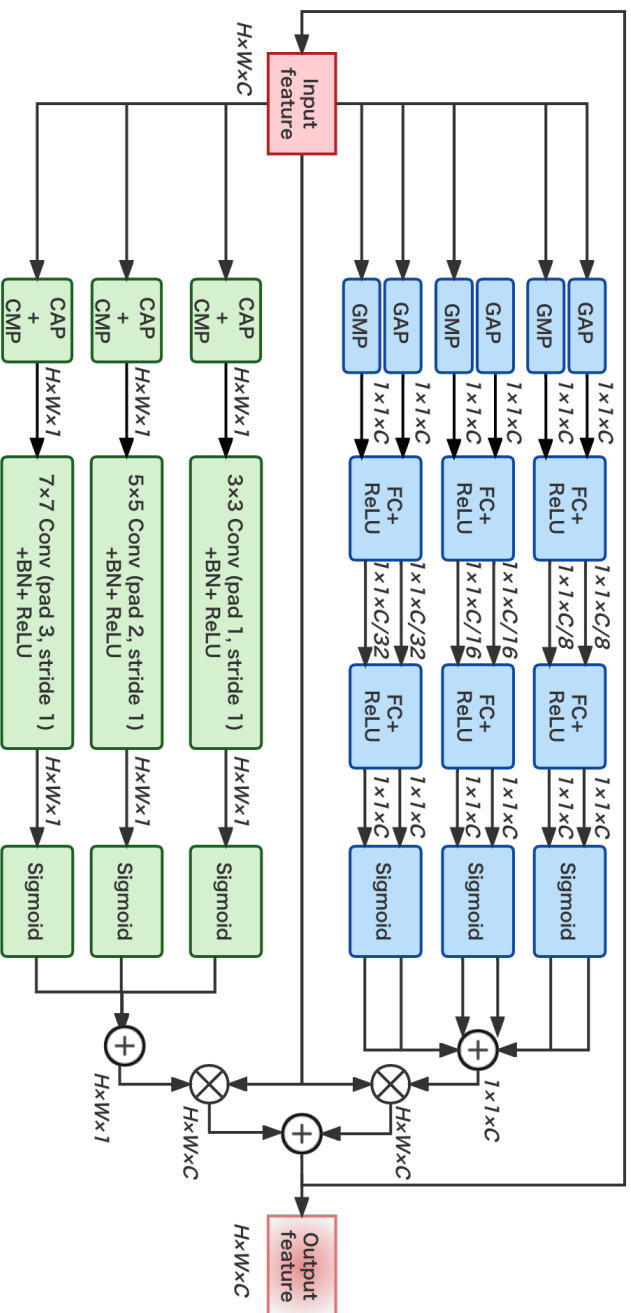 GAP
1×1×C
GMP
1×1×C
FC+
ReLU
1×1×C/8
1×1×C/8
FC+
ReLU
1×1×C
1×1×C
Sigmoid
GAP
1×1×C
GMP
1×1×C
FC+
ReLU
1×1×C/16
1×1×C/16
FC+
ReLU
1×1×C
1×1×C
Sigmoid
+
1×1×C
GAP
1×1×C
GMP
1×1×C
FC+
ReLU
1×1×C/32
1×1×C/32
FC+
ReLU
1×1×C
1×1×C
Sigmoid
H×W×C
Input
feature
H×W×C
+
Output
feature
H×W×C
CAP
+
CMP
H×W×1
3×3 Conv (pad 1, stride 1)
+BN+ ReLU
H×W×1
Sigmoid
H×W×C
CAP
+
CMP
H×W×1
5×5 Conv (pad 2, stride 1)
+BN+ ReLU
H×W×1
Sigmoid
+
H×W×1
CAP
+
CMP
H×W×1
7×7 Conv (pad 3, stride 1)
+BN+ ReLU
H×W×1
Sigmoid